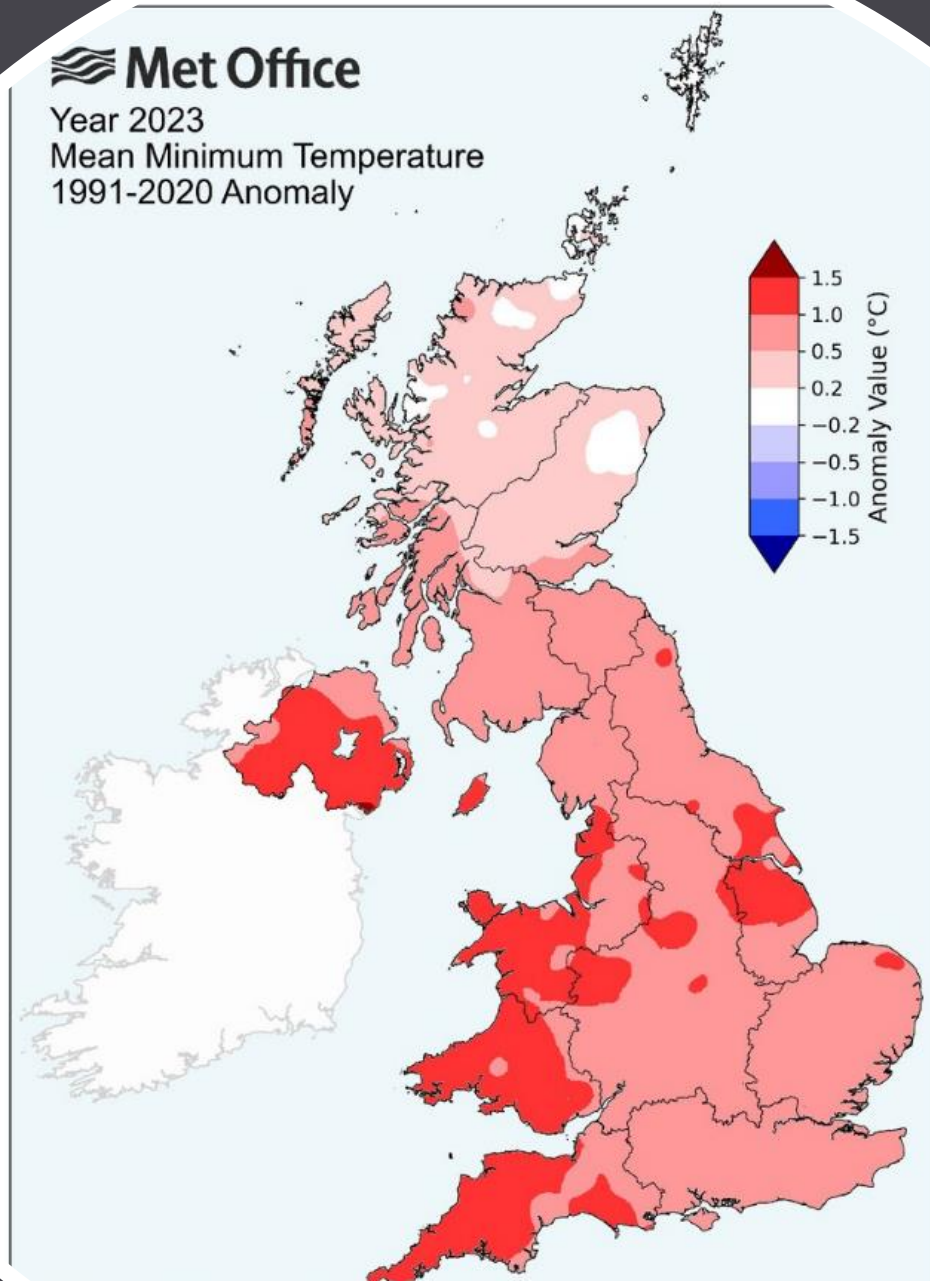 Met Office
Year 2023
Mean Minimum Temperature
1991-2020 Anomaly
1.5
1.0
0.5
0.2
−0.2
−0.5
−1.0
−1.5
Anomaly Value (°C)